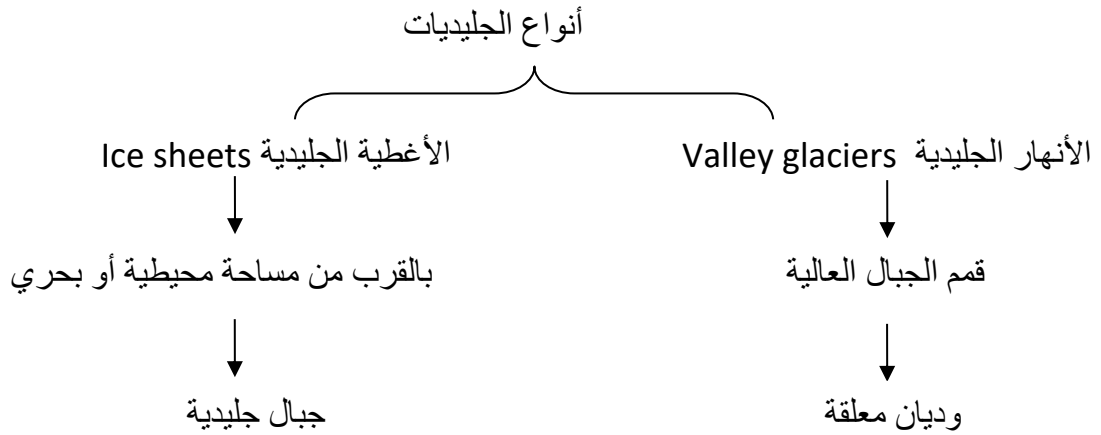 أنواع الجليديات
الأنهار الجليدية Valley glaciers
الأغطية الجليدية Ice sheets
قمم الجبال العالية
بالقرب من مساحة محيطية أو بحري
وديان معلقة
جبال جليدية